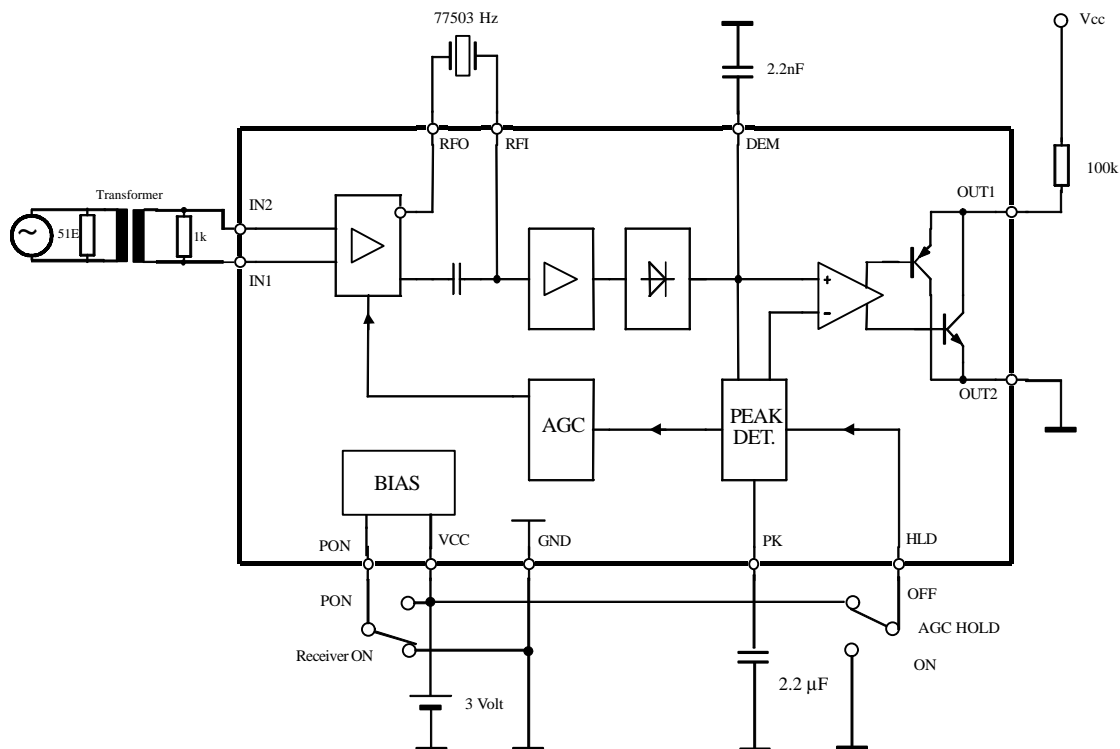 77503 Hz
Vcc
2.2nF
RFO
RFI
DEM
100k
Transformer
IN2
OUT1
51E
1k
~
IN1
+
-
OUT2
AGC
PEAK
DET.
BIAS
PON
VCC
GND
PK
HLD
PON
OFF
AGC HOLD
Receiver ON
ON
2.2 µF
3 Volt